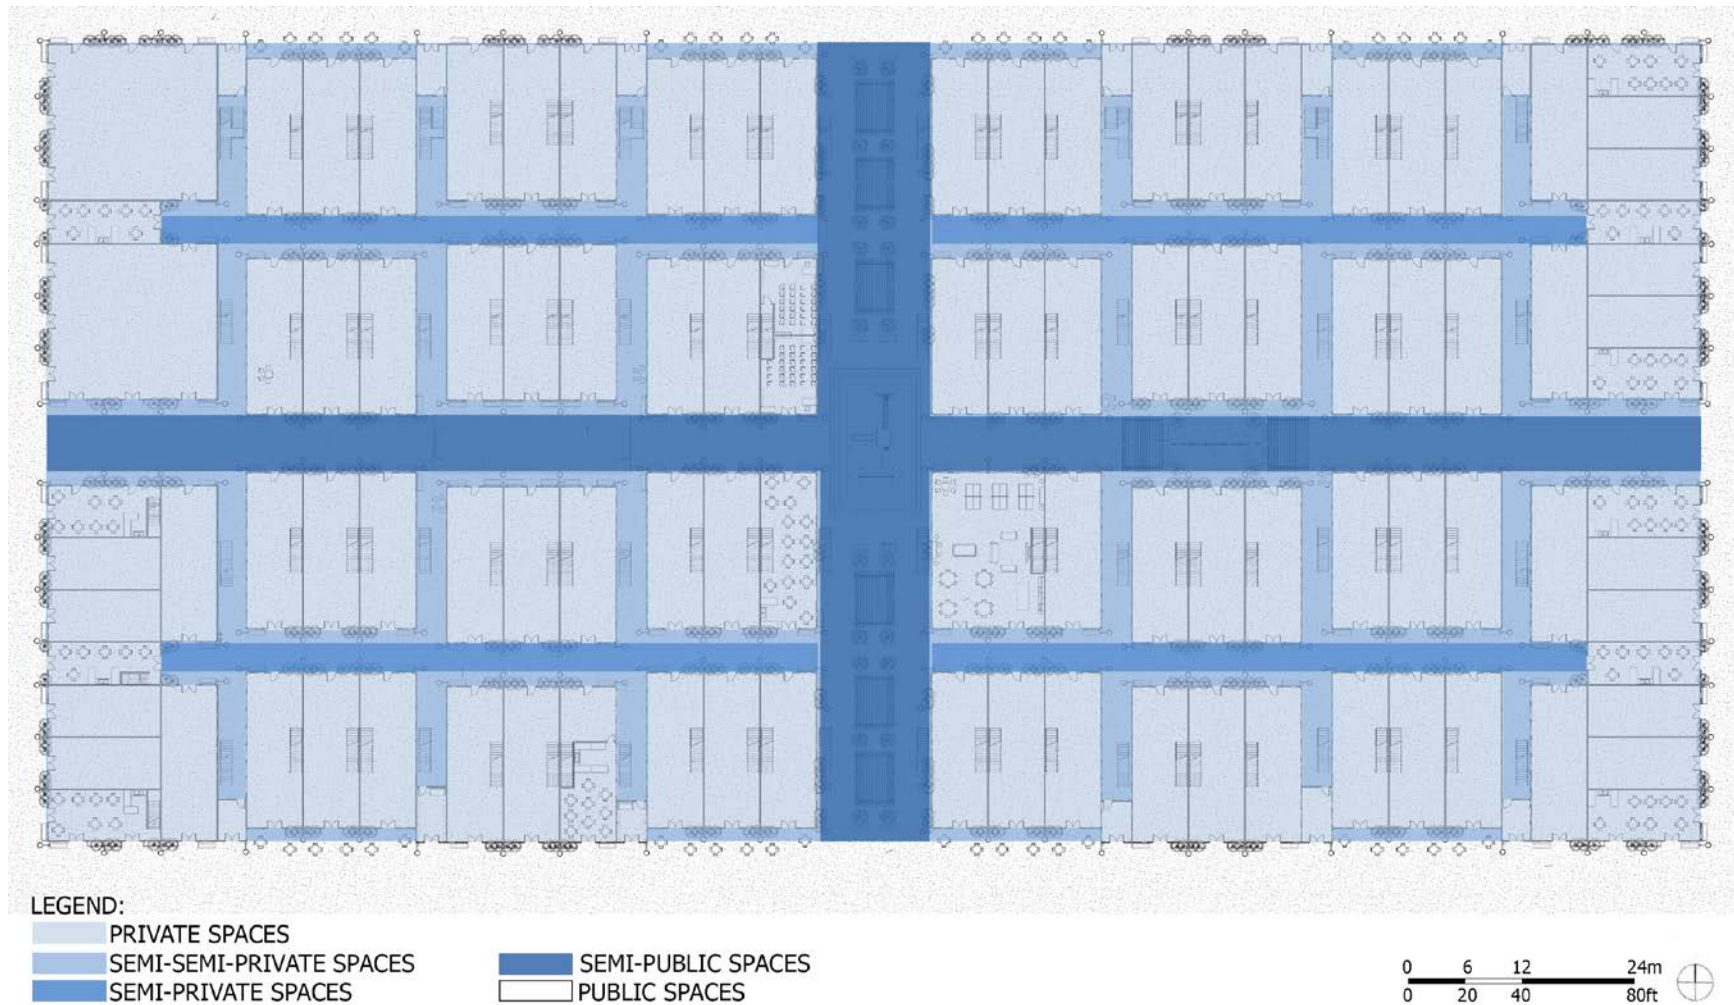 LEGEND:
PRIVATE SPACES
SEMI-SEMI-PRIVATE SPACES
SEMI-PRIVATE SPACES
SEMI-PUBLIC SPACES
PUBLIC SPACES
0 6 12 24m
0 20 40 80ft